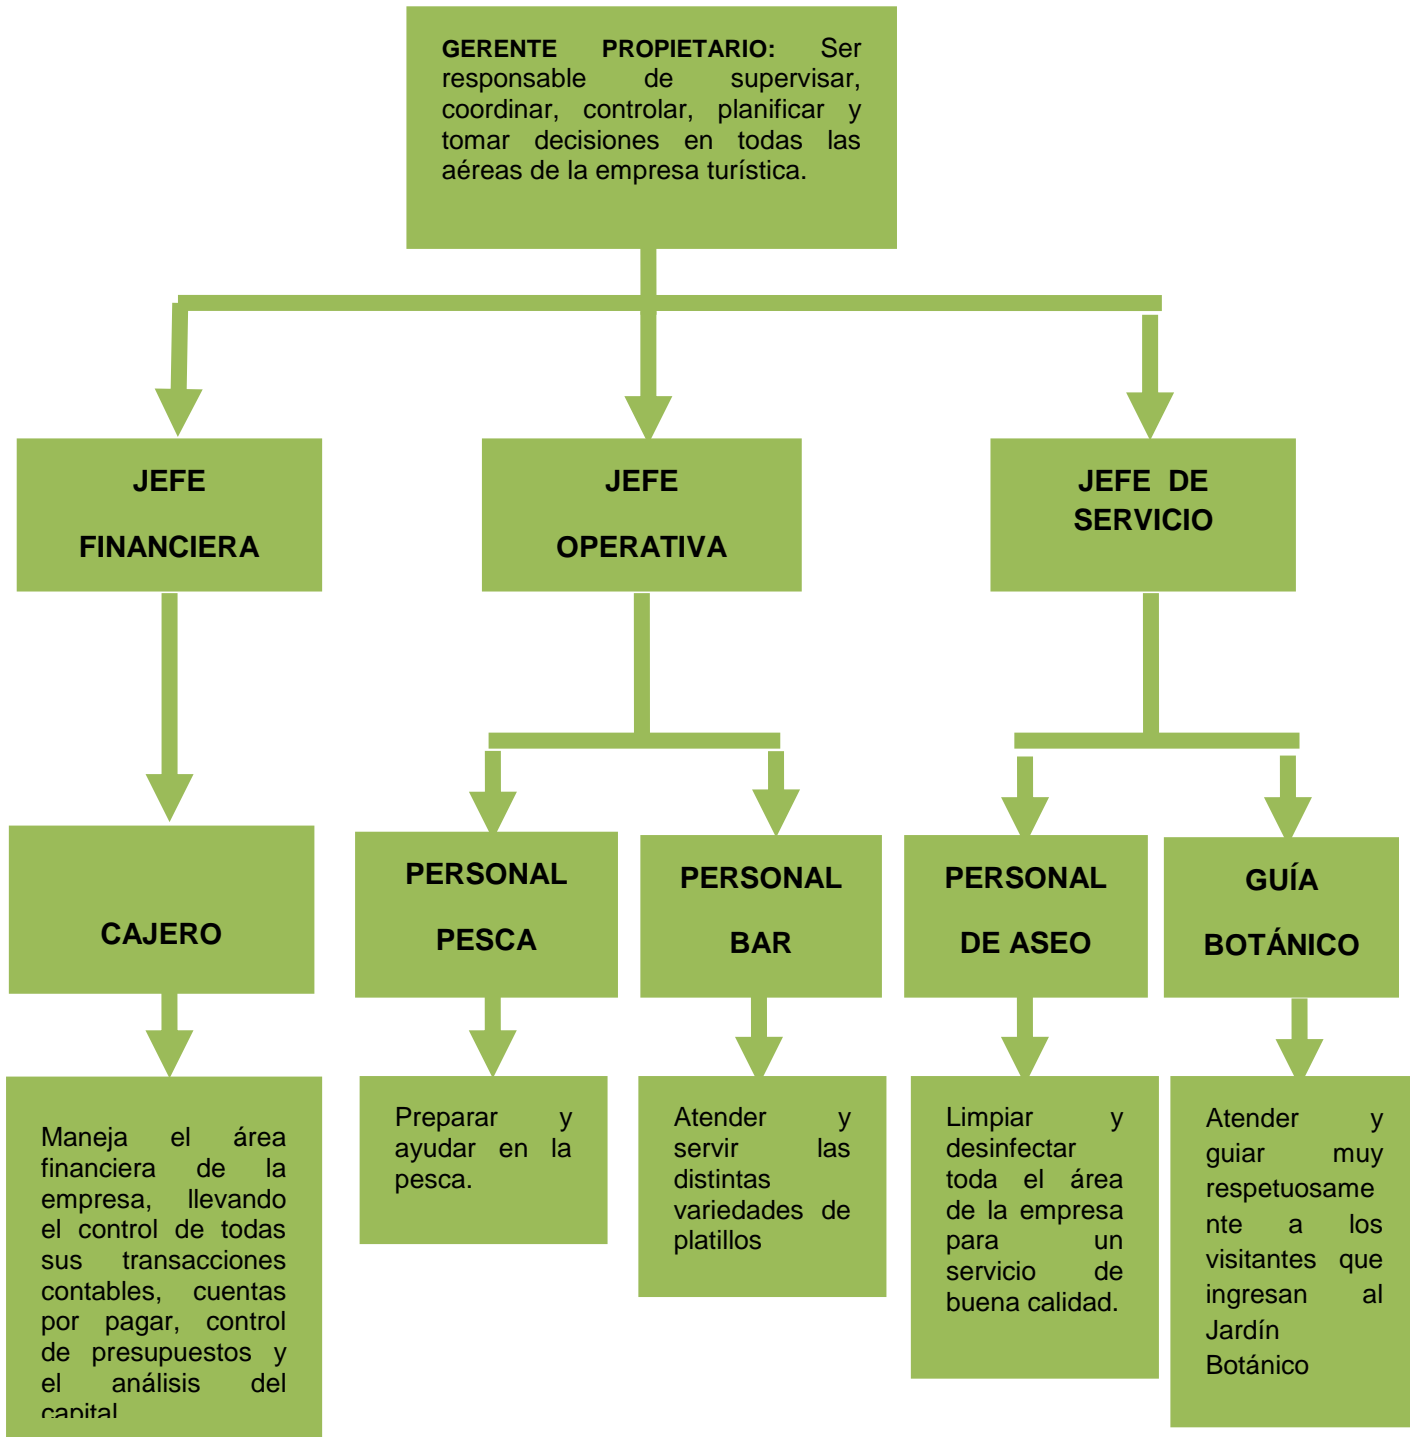 GERENTE PROPIETARIO: Ser
responsable de supervisar,
coordinar, controlar, planificar y
tomar decisiones en todas las
aéreas de la empresa turística.
JEFE
FINANCIERA
JEFE
OPERATIVA
JEFE DE
SERVICIO
CAJERO
PERSONAL
PESCA
PERSONAL
BAR
PERSONAL
DE ASEO
GUÍA
BOTÁNICO
Maneja el área
financiera de la
empresa, llevando
el control de todas
sus transacciones
contables, cuentas
por pagar, control
de presupuestos y
el análisis del
capital
Preparar y
ayudar en la
pesca.
Atender y
servir las
distintas
variedades de
platillos
Limpiar y
desinfectar
toda el área
de la empresa
para un
servicio de
buena calidad.
Atender y
guiar muy
respetuosame
nte a los
visitantes que
ingresan al
Jardín
Botánico